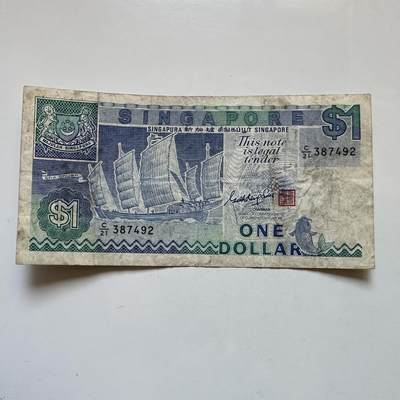 SINGAPORE
$1
SINGAPURA 新加坡 சிங்கப்பூர் SINGAPORE
This note
is legal
tender
C/21 387492
$1
C/21 387492
ONE
DOLLAR